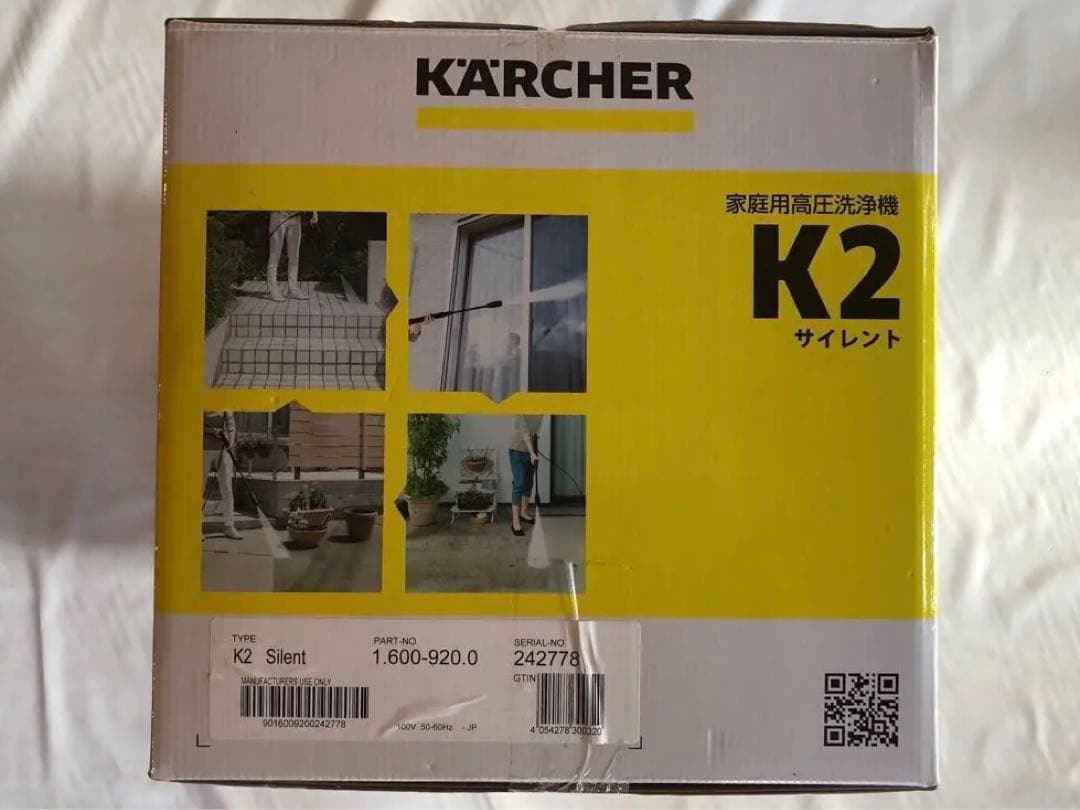 KÄRCHER
家庭用高圧洗浄機
K2
サイレント
TYPE PART-NO SERIAL-NO
K2 Silent 1.600-920.0 242778
MANUFACTURERS USE ONLY GTIN
9016009200242778 100V 50-60Hz - JP 4 054278 300320